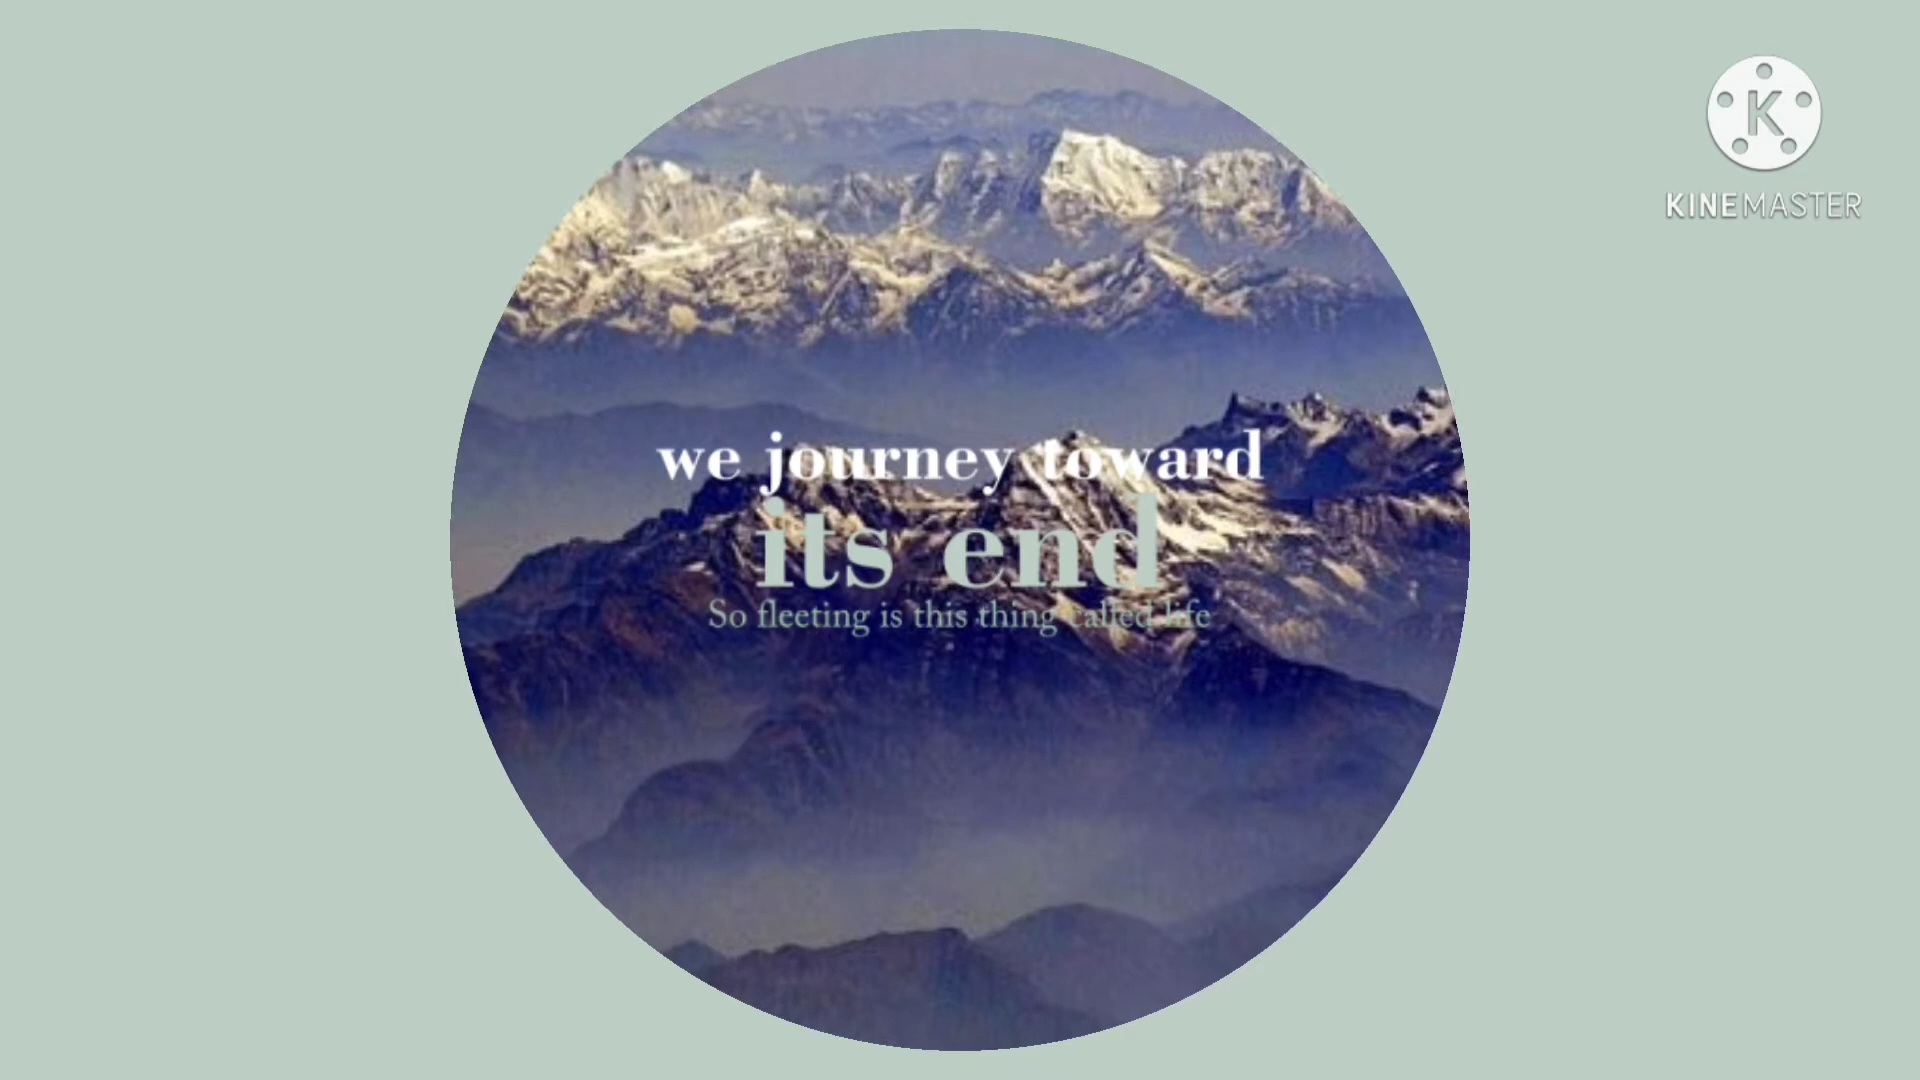 we journey toward
its end
So fleeting is this thing called life
K
KINEMASTER